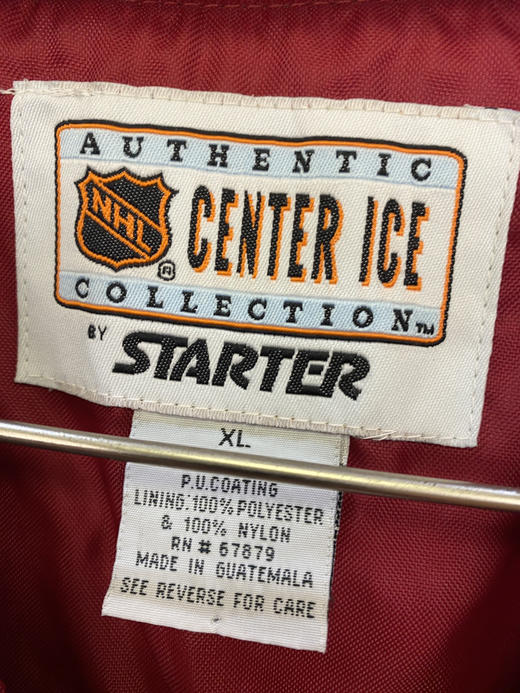 AUTHENTIC
NHL
®
CENTER ICE
COLLECTION™
BY STARTER
XL
P.U.COATING
LINING:100% POLYESTER
& 100% NYLON
RN # 67879
MADE IN GUATEMALA
SEE REVERSE FOR CARE